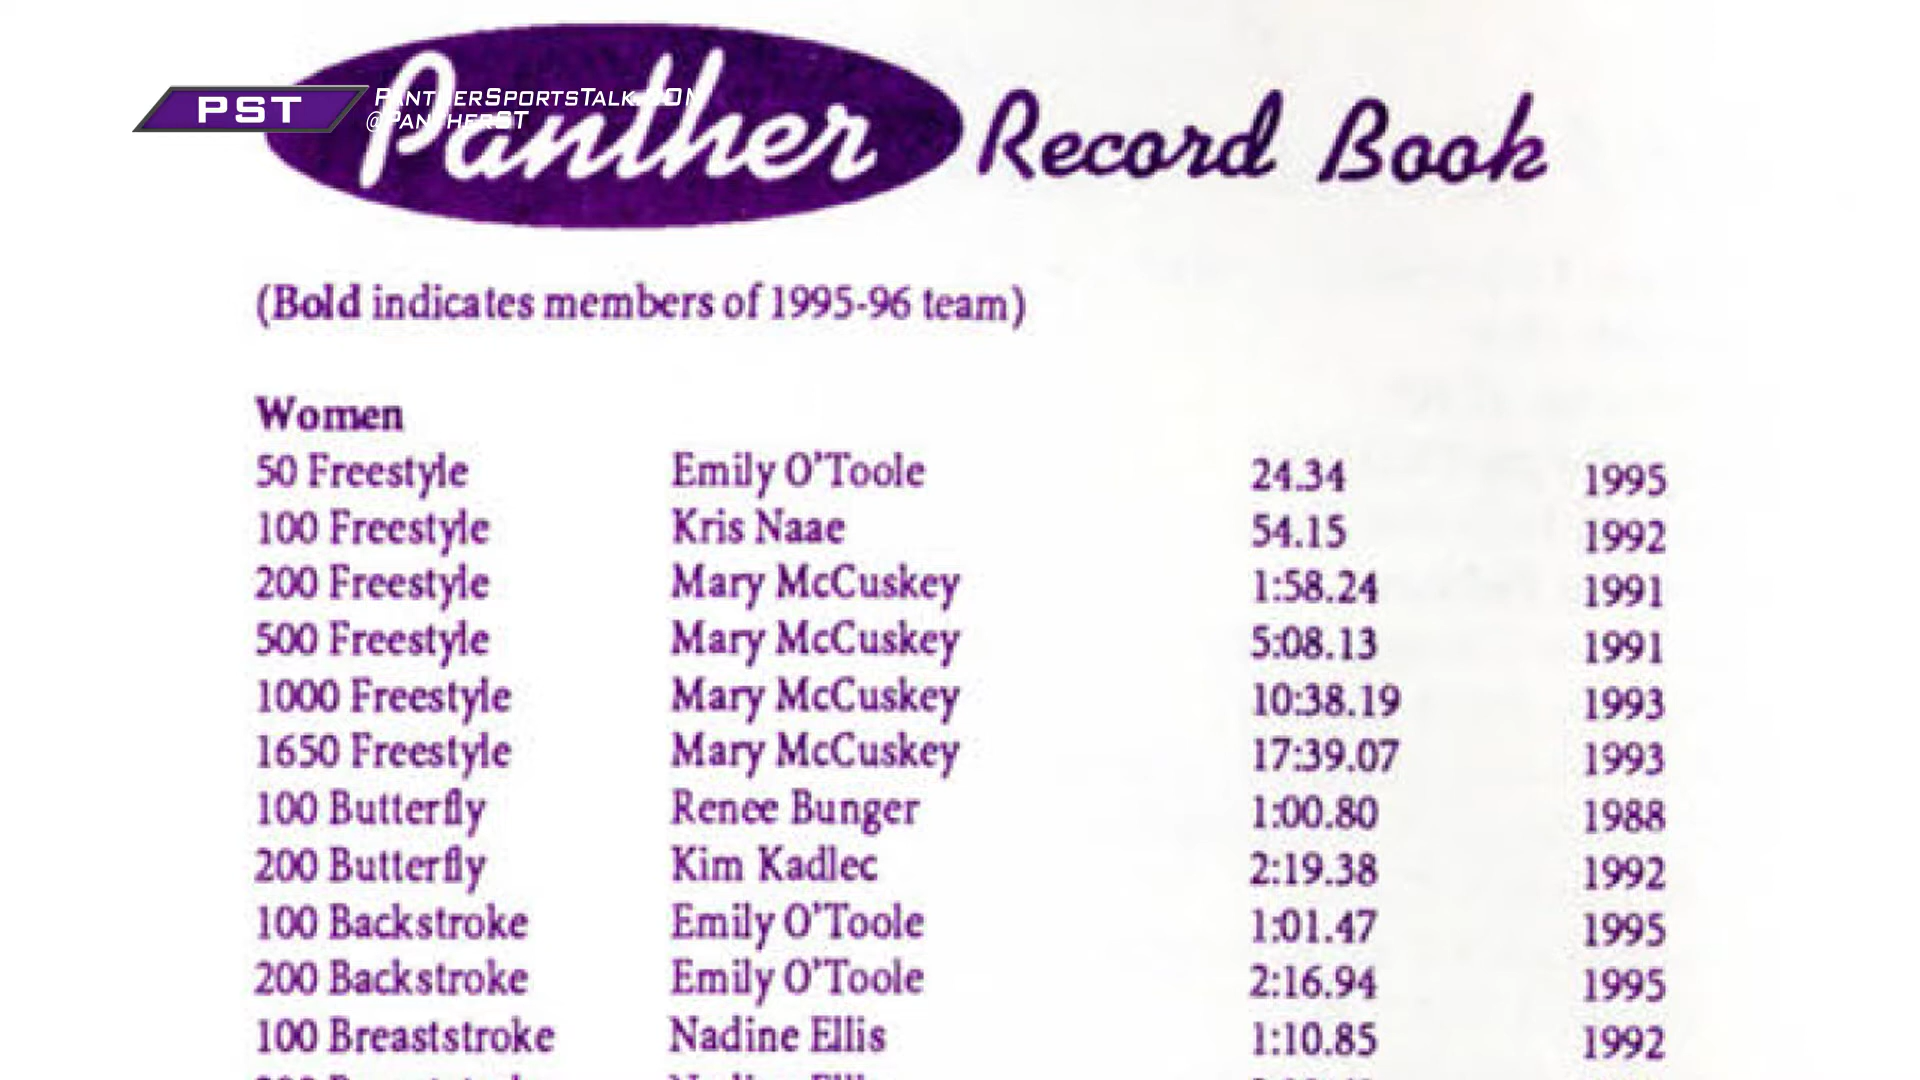 PST
PANTHERSPORTSTALK.COM
@PANTHERST
Panther Record Book
(Bold indicates members of 1995-96 team)
Women
50 Freestyle Emily O'Toole 24.34 1995
100 Freestyle Kris Naae 54.15 1992
200 Freestyle Mary McCuskey 1:58.24 1991
500 Freestyle Mary McCuskey 5:08.13 1991
1000 Freestyle Mary McCuskey 10:38.19 1993
1650 Freestyle Mary McCuskey 17:39.07 1993
100 Butterfly Renee Bunger 1:00.80 1988
200 Butterfly Kim Kadlec 2:19.38 1992
100 Backstroke Emily O'Toole 1:01.47 1995
200 Backstroke Emily O'Toole 2:16.94 1995
100 Breaststroke Nadine Ellis 1:10.85 1992